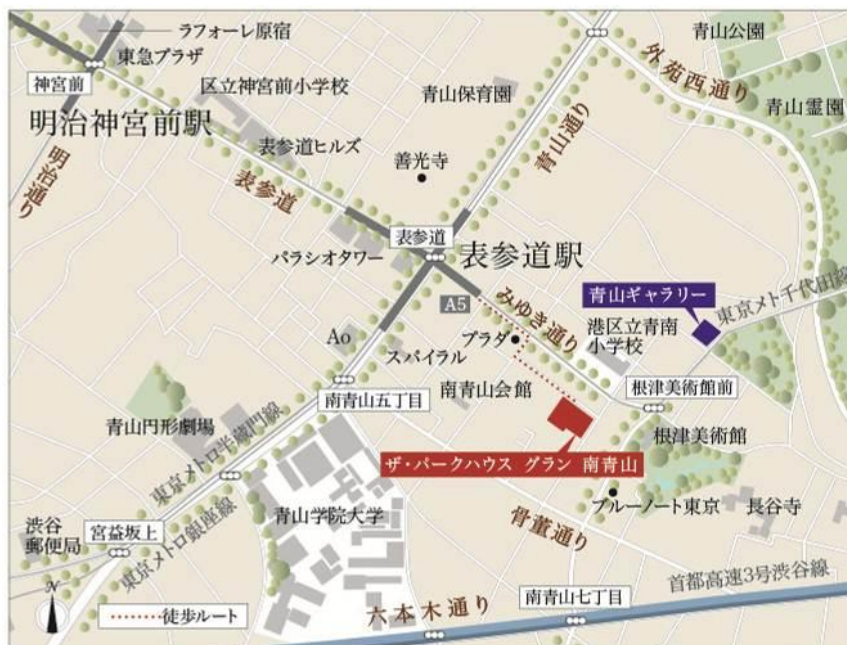 ラフォーレ原宿
東急プラザ
神宮前
明治神宮前駅
明治通り
区立神宮前小学校
表参道ヒルズ
表参道
青山保育園
善光寺
青山通り
青山公園
外苑西通り
青山霊園
パラシオタワー
表参道
表参道駅
A5
みゆき通り
プラダ
青山ギャラリー
東京メト千代田線
港区立青南
小学校
Ao
スパイラル
南青山五丁目
南青山会館
根津美術館前
根津美術館
ザ・パークハウス グラン 南青山
青山円形劇場
東京メトロ半蔵門線
東京メトロ銀座線
青山学院大学
骨董通り
ブルーノート東京
長谷寺
渋谷
郵便局
宮益坂上
首都高速3号渋谷線
南青山七丁目
六本木通り
N
徒歩ルート